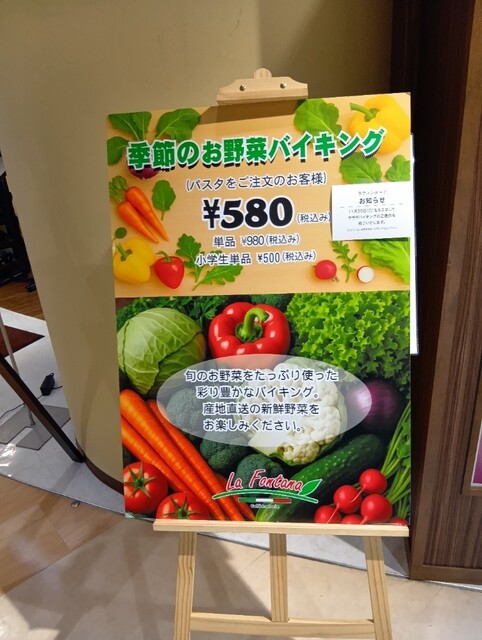 季節のお野菜バイキング
(パスタをご注文のお客様)
¥580(税込み)
単品 ¥980(税込み)
小学生単品 ¥500(税込み)
お知らせ
旬のお野菜をたっぷり使った
彩り豊かなバイキング。
産地直送の新鮮野菜を
お楽しみください。
La Fontana